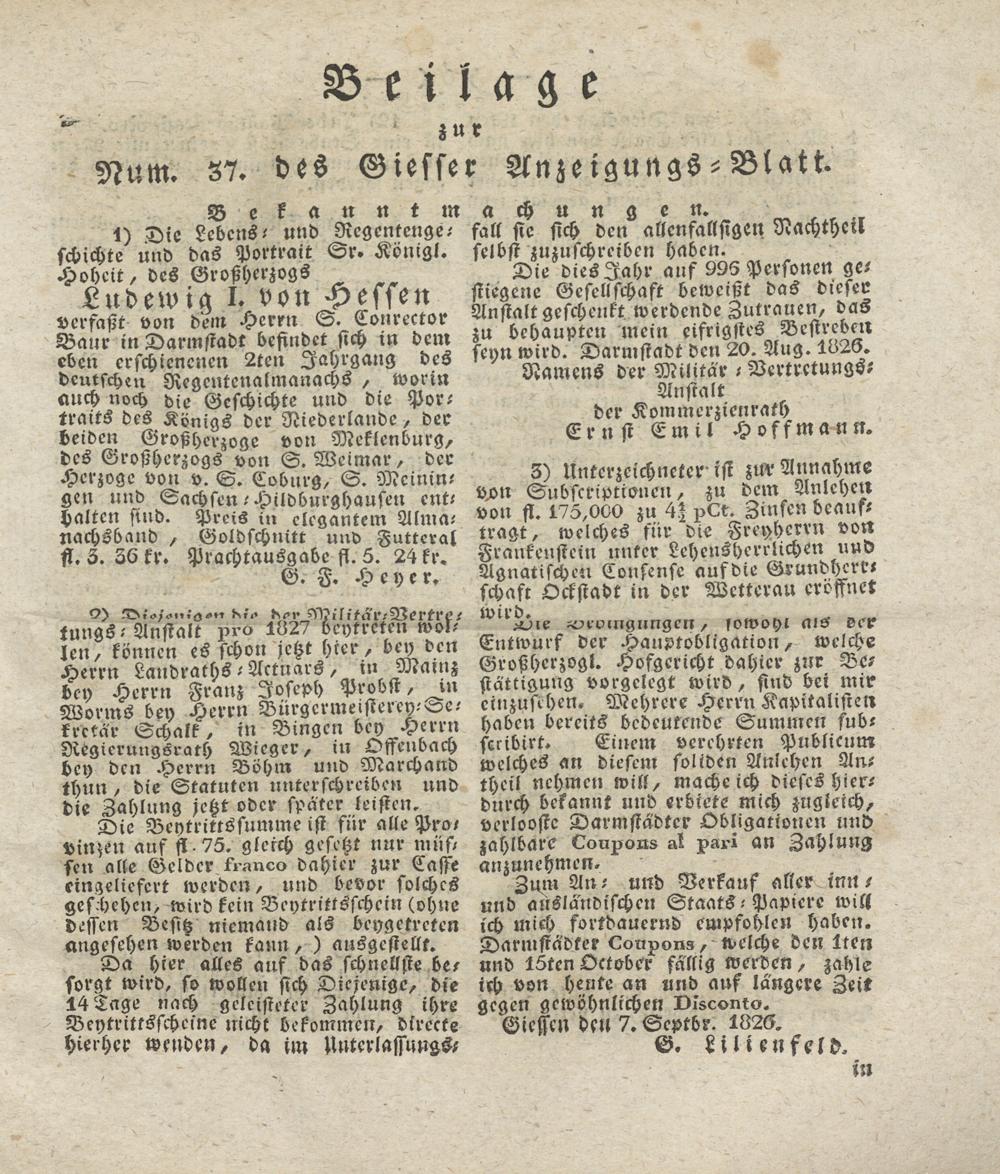 Beilage
zur
Num. 37. des Giesser Anzeigungs-Blatt.
Bekanntmachungen.
1) Die Lebens- und Regentenge-
schichte und das Portrait Sr. Königl.
Hoheit, des Großherzogs
Ludewig I. von Hessen
verfaßt von dem Herrn S. Conrector
Baur in Darmstadt befindet sich in dem
eben erschienenen 2ten Jahrgang des
deutschen Regentenalmanachs, worin
auch noch die Geschichte und die Por-
traits des Königs der Niederlande, der
beiden Großherzoge von Meklenburg,
des Großherzogs von S. Weimar, der
Herzoge von v. S. Coburg, S. Meinin-
gen und Sachsen-Hildburghausen ent-
halten sind. Preis in elegantem Alma-
nachsband, Goldschnitt und Futteral
fl. 3. 36 kr. Prachtausgabe fl. 5. 24 kr.
G. F. Heyer.
2) Diejenigen die der Militär-Vertre-
tungs-Anstalt pro 1827 beytreten wol-
len, können es schon jetzt hier, bey den
Herrn Landraths-Actuars, in Mainz
bey Herrn Franz Joseph Probst, in
Worms bey Herrn Bürgermeisterey-Se-
kretär Schalk, in Bingen bey Herrn
Regierungsrath Wieger, in Offenbach
bey den Herrn Böhm und Marchand
thun, die Statuten unterschreiben und
die Zahlung jetzt oder später leisten.
Die Beytrittssumme ist für alle Pro-
vinzen auf fl. 75. gleich gesetzt nur müs-
sen alle Gelder franco dahier zur Casse
eingeliefert werden, und bevor solches
geschehen, wird kein Beytrittsschein (ohne
dessen Besitz niemand als beygetreten
angesehen werden kann,) ausgestellt.
Da hier alles auf das schnellste be-
sorgt wird, so wollen sich Diejenige, die
14 Tage nach geleisteter Zahlung ihre
Beytrittsscheine nicht bekommen, directe
hierher wenden, da im Unterlassungs-
fall sie sich den allenfallsigen Nachtheil
selbst zuzuschreiben haben.
Die dies Jahr auf 996 Personen ge-
stiegene Gesellschaft beweißt das dieser
Anstalt geschenkt werdende Zutrauen, das
zu behaupten mein eifrigstes Bestreben
seyn wird. Darmstadt den 20. Aug. 1826.
Namens der Militär-Vertretungs-
Anstalt
der Kommerzienrath
Ernst Emil Hoffmann.
3) Unterzeichneter ist zur Annahme
von Subscriptionen, zu dem Anlehen
von fl. 175,000 zu 4½ pCt. Zinsen beauf-
tragt, welches für die Freyherrn von
Frankenstein unter Lehensherrlichen und
Agnatischen Consense auf die Grundherr-
schaft Ockstadt in der Wetterau eröffnet
wird.
Die Bedingungen, sowohl als der
Entwurf der Hauptobligation, welche
Großherzogl. Hofgericht dahier zur Be-
stättigung vorgelegt wird, sind bei mir
einzusehen. Mehrere Herrn Kapitalisten
haben bereits bedeutende Summen sub-
scribirt. Einem verehrten Publicum
welches an diesem soliden Anlehen An-
theil nehmen will, mache ich dieses hier-
durch bekannt und erbiete mich zugleich,
verlooste Darmstädter Obligationen und
zahlbare Coupons al pari an Zahlung
anzunehmen.
Zum An- und Verkauf aller inn-
und ausländischen Staats-Papiere will
ich mich fortdauernd empfohlen haben.
Darmstädter Coupons, welche den 1ten
und 15ten October fällig werden, zahle
ich von heute an und auf längere Zeit
gegen gewöhnlichen Disconto.
Giessen den 7. Septbr. 1826.
G. Lilienfeld.
in